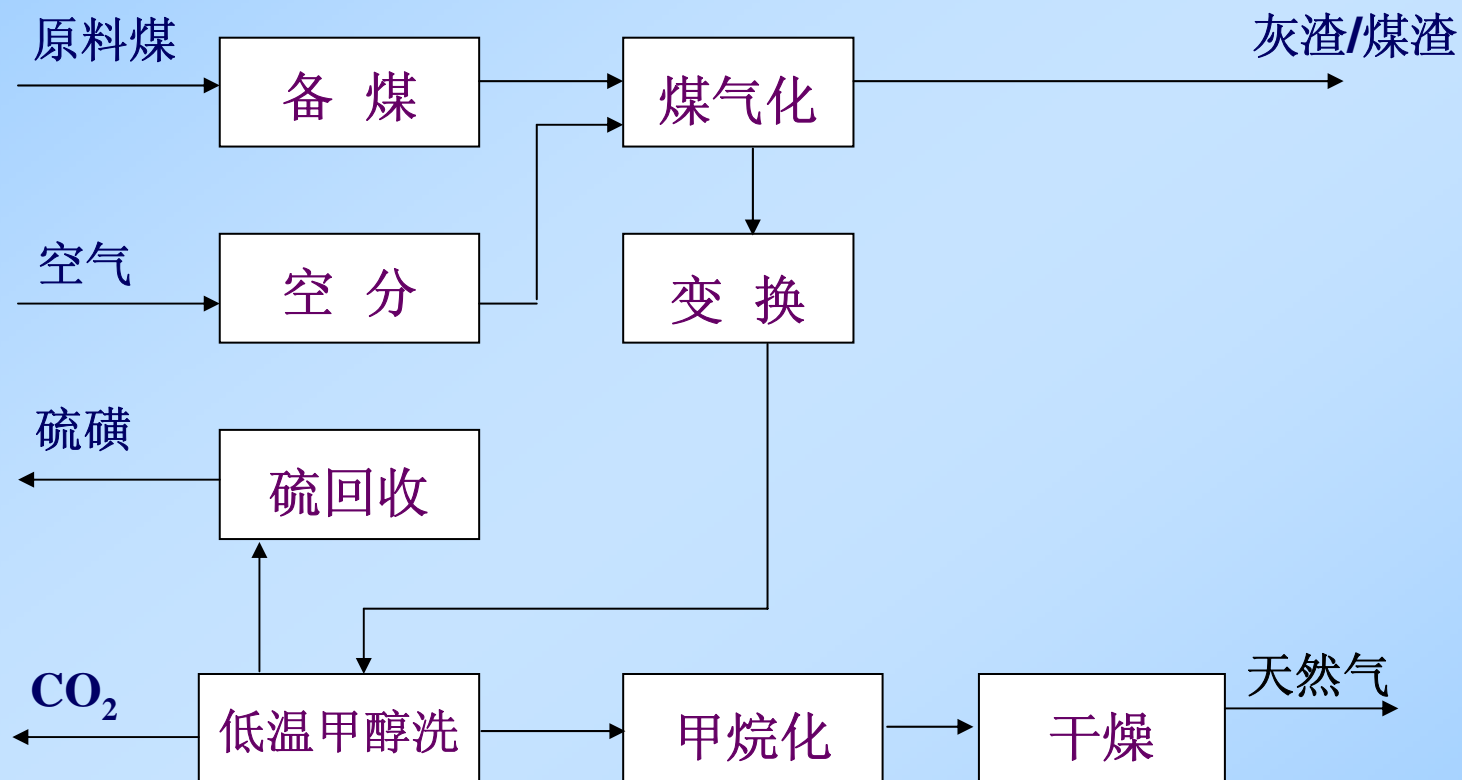 原料煤
备 煤
煤气化
灰渣/煤渣
空气
空 分
变 换
硫磺
硫回收
CO₂
低温甲醇洗
甲烷化
干燥
天然气